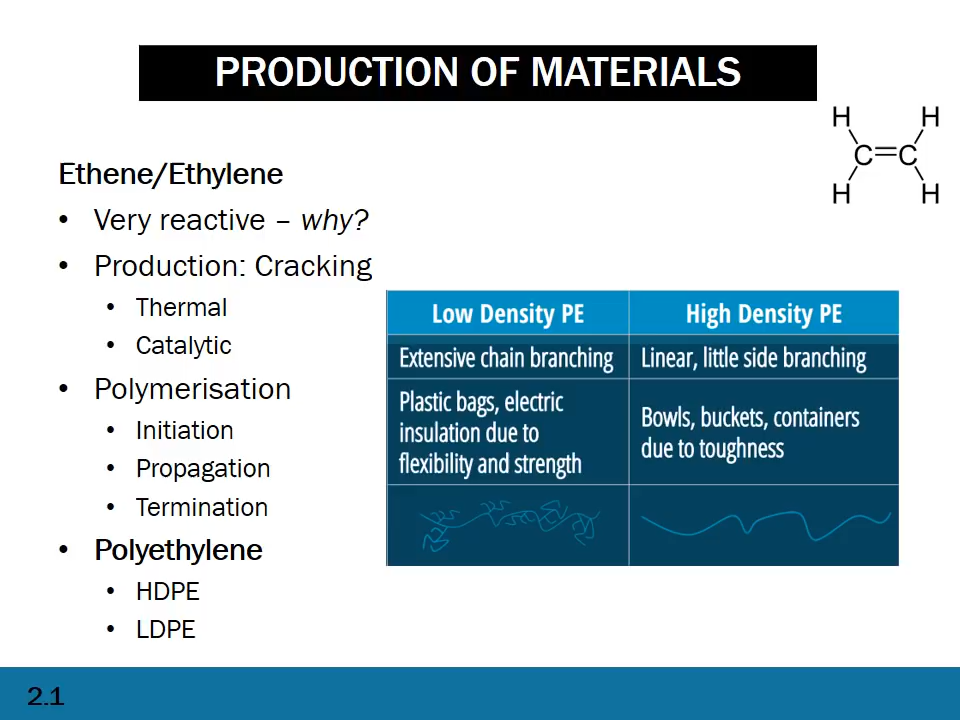 PRODUCTION OF MATERIALS
H H
C=C
H H
Ethene/Ethylene
• Very reactive – why?
• Production: Cracking
• Thermal
• Catalytic
• Polymerisation
• Initiation
• Propagation
• Termination
• Polyethylene
• HDPE
• LDPE
Low Density PE
High Density PE
Extensive chain branching
Linear, little side branching
Plastic bags, electric
insulation due to
flexibility and strength
Bowls, buckets, containers
due to toughness
2.1